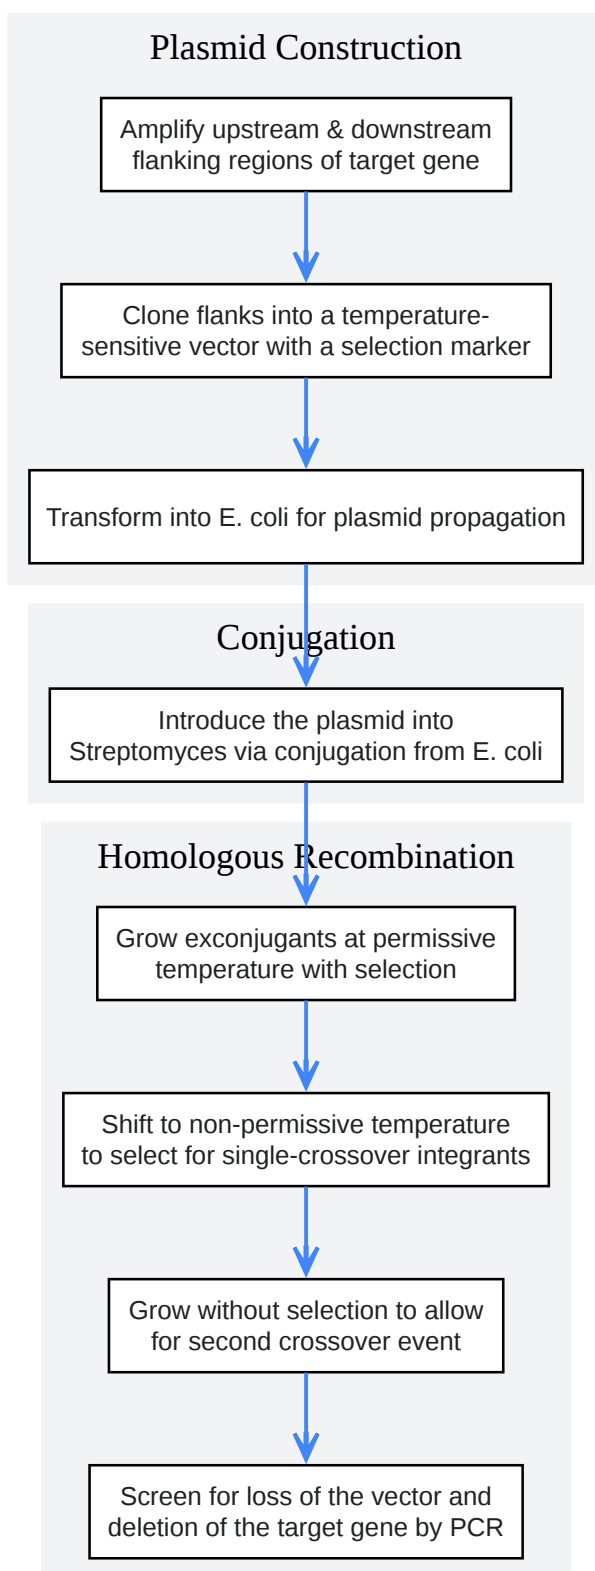 Plasmid Construction
Amplify upstream & downstream
flanking regions of target gene
Clone flanks into a temperature-
sensitive vector with a selection marker
Transform into E. coli for plasmid propagation
Conjugation
Introduce the plasmid into
Streptomyces via conjugation from E. coli
Homologous Recombination
Grow exconjugants at permissive
temperature with selection
Shift to non-permissive temperature
to select for single-crossover integrants
Grow without selection to allow
for second crossover event
Screen for loss of the vector and
deletion of the target gene by PCR